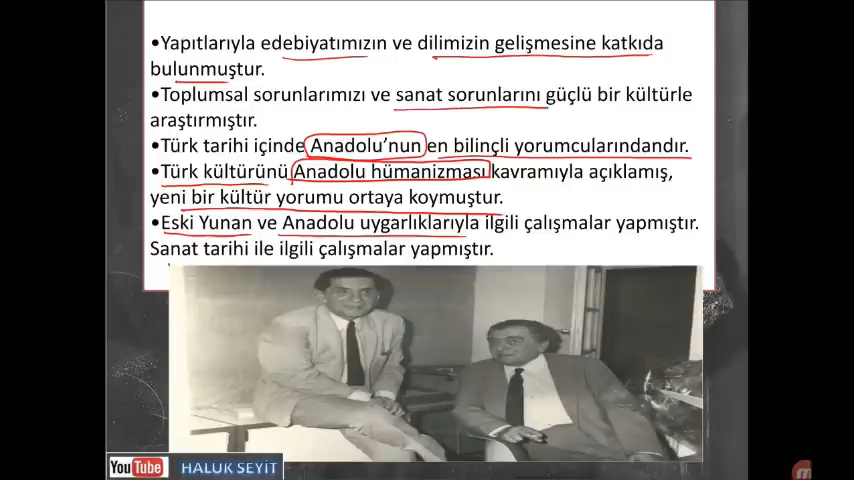 •Yapıtlarıyla edebiyatımızın ve dilimizin gelişmesine katkıda
bulunmuştur.
•Toplumsal sorunlarımızı ve sanat sorunlarını güçlü bir kültürle
araştırmıştır.
•Türk tarihi içinde Anadolu’nun en bilinçli yorumcularındandır.
•Türk kültürünü Anadolu hümanizması kavramıyla açıklamış,
yeni bir kültür yorumu ortaya koymuştur.
•Eski Yunan ve Anadolu uygarlıklarıyla ilgili çalışmalar yapmıştır.
Sanat tarihi ile ilgili çalışmalar yapmıştır.
YouTube HALUK SEYİT